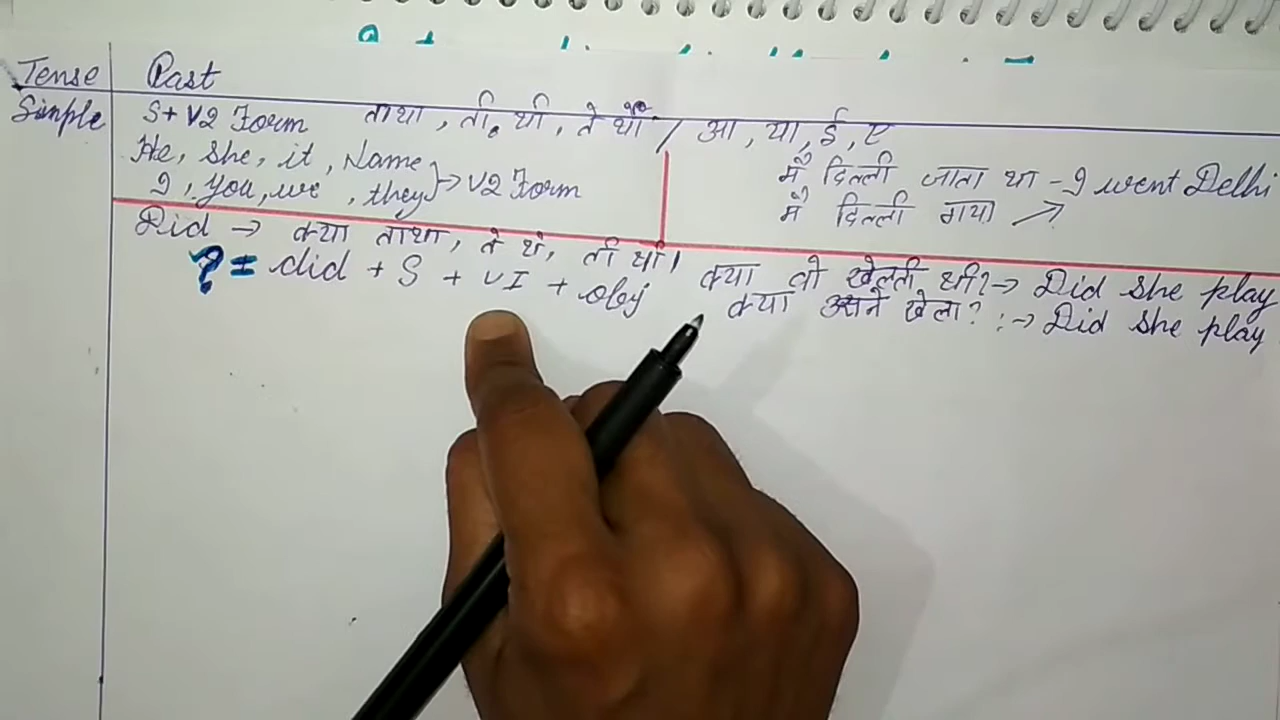 Tense Past
Simple S+ V2 Form ताथा, ती थी, ते थे / आ, या, ई, ए
He, She, it, Name
I, You, we, they } → V2 Form
मैं दिल्ली जाता था - I went Delhi
मैं दिल्ली गया →
Did → क्या ताथा, ते थे, ती थी।
? = did + S + VI + obj
क्या वो खेलती थी? → Did She play
क्या उसने खेला? :→ Did She play